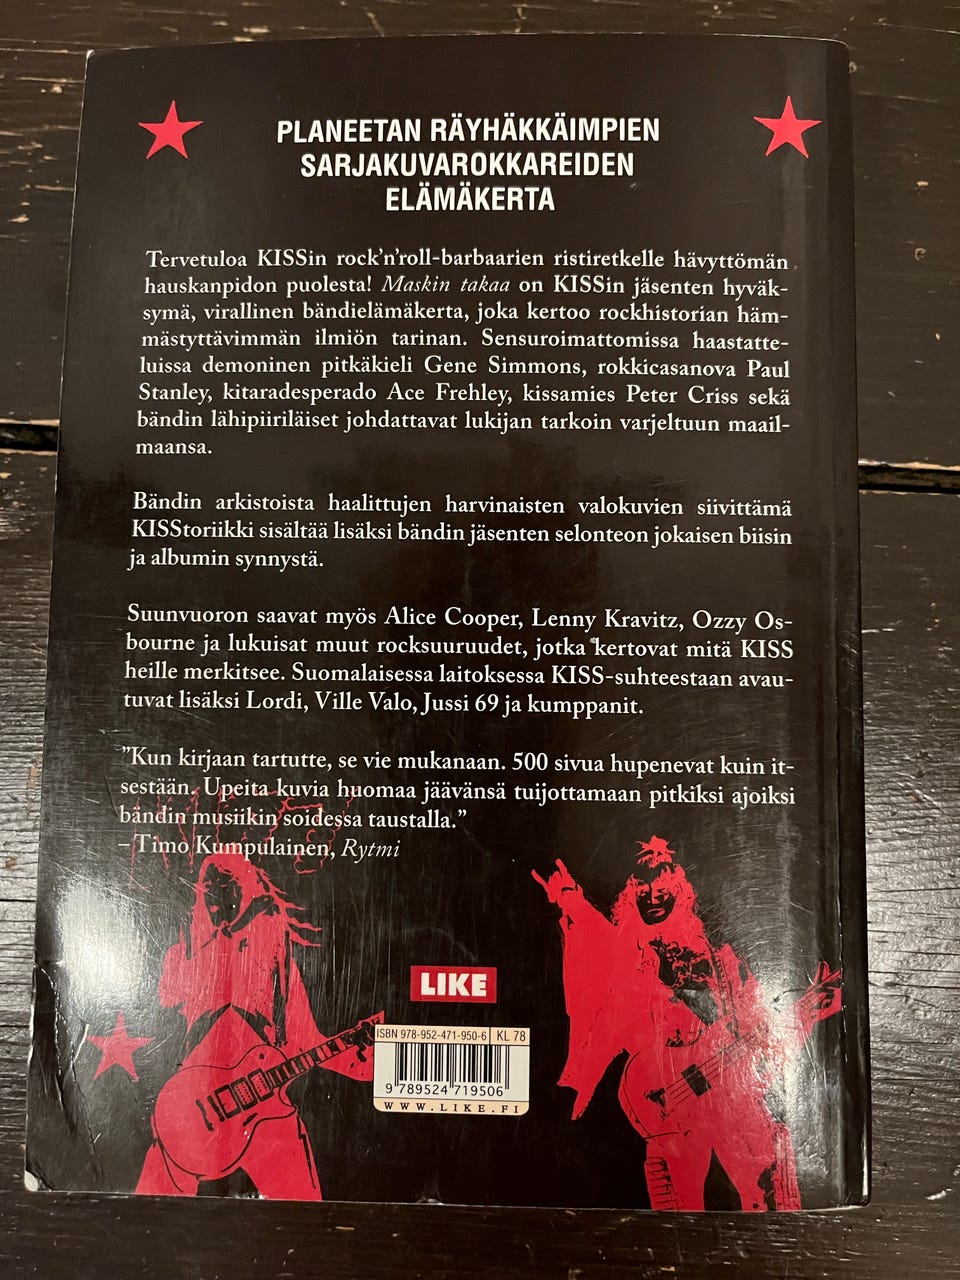 PLANEETAN RÄYHÄKKÄIMPIEN
SARJAKUVAROKKAREIDEN
ELÄMÄKERTA
Tervetuloa KISSin rock'n'roll-barbaarien ristiretkelle hävyttömän
hauskanpidon puolesta! Maskin takaa on KISSin jäsenten hyväk-
symä, virallinen bändielämäkerta, joka kertoo rockhistorian häm-
mästyttävimmän ilmiön tarinan. Sensuroimattomissa haastatte-
luissa demoninen pitkäkieli Gene Simmons, rokkicasanova Paul
Stanley, kitaradesperado Ace Frehley, kissamies Peter Criss sekä
bändin lähipiiriläiset johdattavat lukijan tarkoin varjeltuun maail-
maansa.
Bändin arkistoista haalittujen harvinaisten valokuvien siivittämä
KISStoriikki sisältää lisäksi bändin jäsenten selonteon jokaisen biisin
ja albumin synnystä.
Suunvuoron saavat myös Alice Cooper, Lenny Kravitz, Ozzy Os-
bourne ja lukuisat muut rocksuuruudet, jotka kertovat mitä KISS
heille merkitsee. Suomalaisessa laitoksessa KISS-suhteestaan avau-
tuvat lisäksi Lordi, Ville Valo, Jussi 69 ja kumppanit.
”Kun kirjaan tartutte, se vie mukanaan. 500 sivua hupenevat kuin it-
sestään. Upeita kuvia huomaa jäävänsä tuijottamaan pitkiksi ajoiksi
bändin musiikin soidessa taustalla.”
– Timo Kumpulainen, Rytmi
LIKE
ISBN 978-952-471-950-6 KL 78
9 789524 719506
WWW.LIKE.FI